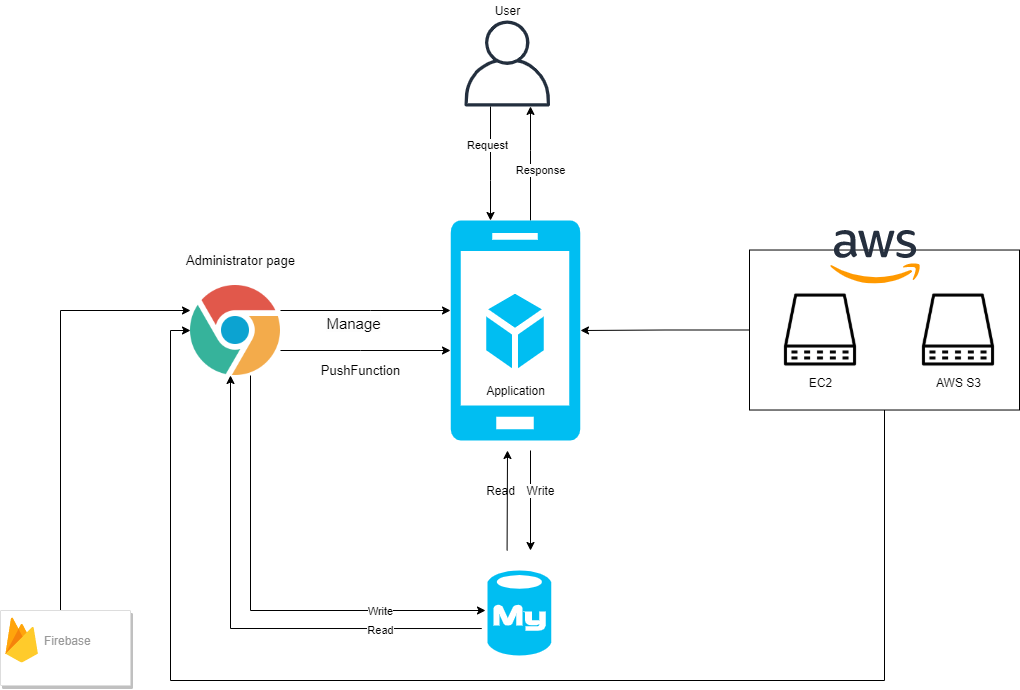 User
Request
Response
aws
Administrator page
Manage
PushFunction
Application
EC2
AWS S3
Read
Write
My
Write
Read
Firebase